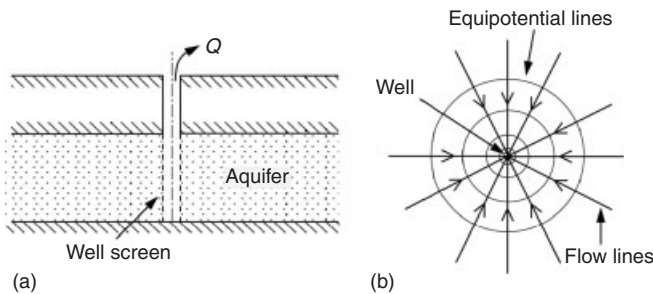 Q
Aquifer
Well screen
(a)
Equipotential lines
Well
Flow lines
(b)